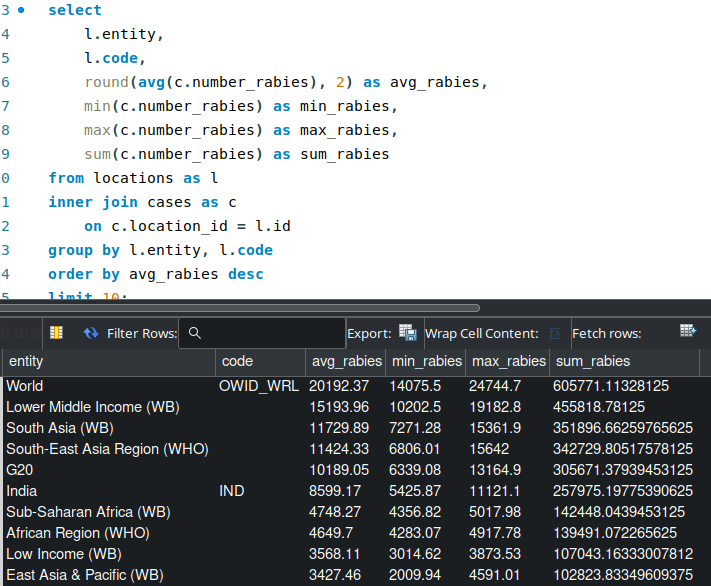 3 select
4 l.entity,
5 l.code,
6 round(avg(c.number_rabies), 2) as avg_rabies,
7 min(c.number_rabies) as min_rabies,
8 max(c.number_rabies) as max_rabies,
9 sum(c.number_rabies) as sum_rabies
0 from locations as l
1 inner join cases as c
2 on c.location_id = l.id
3 group by l.entity, l.code
4 order by avg_rabies desc
5 limit 10;
Filter Rows: Export: Wrap Cell Content: Fetch rows:
entity code avg_rabies min_rabies max_rabies sum_rabies
World OWID_WRL 20192.37 14075.5 24744.7 605771.11328125
Lower Middle Income (WB) 15193.96 10202.5 19182.8 455818.78125
South Asia (WB) 11729.89 7271.28 15361.9 351896.66259765625
South-East Asia Region (WHO) 11424.33 6806.01 15642 342729.80517578125
G20 10189.05 6339.08 13164.9 305671.37939453125
India IND 8599.17 5425.87 11121.1 257975.19775390625
Sub-Saharan Africa (WB) 4748.27 4356.82 5017.98 142448.0439453125
African Region (WHO) 4649.7 4283.07 4917.78 139491.072265625
Low Income (WB) 3568.11 3014.62 3873.53 107043.16333007812
East Asia & Pacific (WB) 3427.46 2009.94 4591.01 102823.83349609375